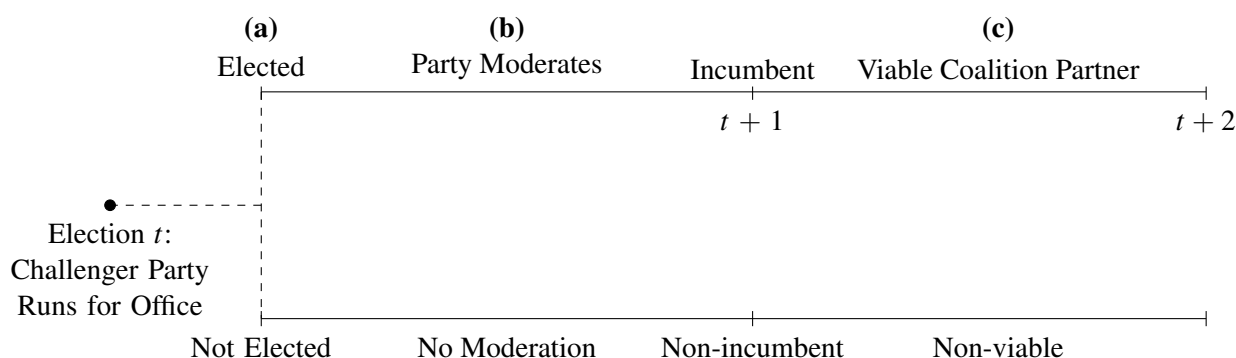 (a) (b) (c)
Elected Party Moderates Incumbent Viable Coalition Partner
t + 1 t + 2
Election t:
Challenger Party
Runs for Office
Not Elected No Moderation Non-incumbent Non-viable